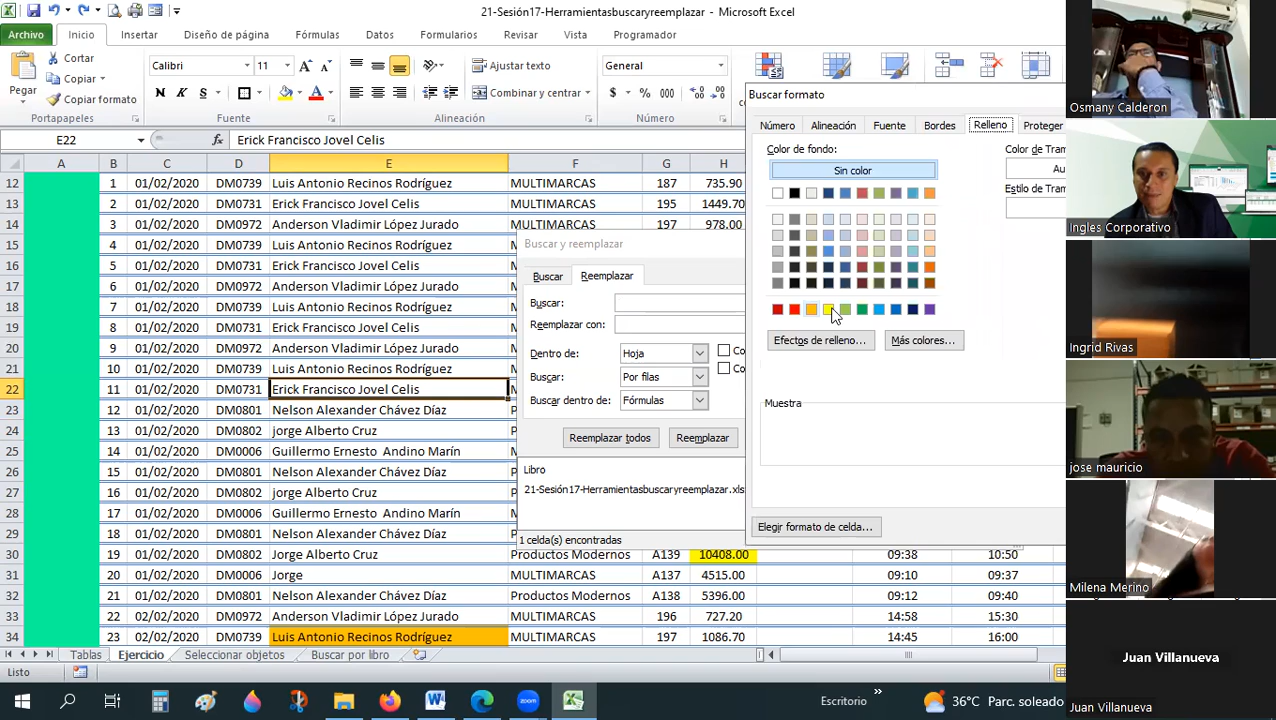 21-Sesión17-Herramientasbuscaryreemplazar - Microsoft Excel
Archivo Inicio Insertar Diseño de página Fórmulas Datos Formularios Revisar Vista Programador
Cortar
Copiar
Copiar formato
Pegar
Portapapeles
Calibri 11
N K S
Fuente
Ajustar texto
Combinar y centrar
Alineación
General
$ % 000
Número
E22 fx Erick Francisco Jovel Celis
A B C D E F G H
12 1 01/02/2020 DM0739 Luis Antonio Recinos Rodríguez MULTIMARCAS 187 735.90
13 2 01/02/2020 DM0731 Erick Francisco Jovel Celis MULTIMARCAS 195 1449.70
14 3 01/02/2020 DM0972 Anderson Vladimir López Jurado MULTIMARCAS 197 978.00
15 4 01/02/2020 DM0739 Luis Antonio Recinos Rodríguez
16 5 01/02/2020 DM0731 Erick Francisco Jovel Celis
17 6 01/02/2020 DM0972 Anderson Vladimir López Jurado
18 7 01/02/2020 DM0739 Luis Antonio Recinos Rodríguez
19 8 01/02/2020 DM0731 Erick Francisco Jovel Celis
20 9 01/02/2020 DM0972 Anderson Vladimir López Jurado
21 10 01/02/2020 DM0739 Luis Antonio Recinos Rodríguez
22 11 01/02/2020 DM0731 Erick Francisco Jovel Celis
23 12 01/02/2020 DM0801 Nelson Alexander Chávez Díaz
24 13 01/02/2020 DM0802 jorge Alberto Cruz
25 14 01/02/2020 DM0006 Guillermo Ernesto Andino Marín
26 15 01/02/2020 DM0801 Nelson Alexander Chávez Díaz
27 16 01/02/2020 DM0802 jorge Alberto Cruz
28 17 01/02/2020 DM0006 Guillermo Ernesto Andino Marín
29 18 01/02/2020 DM0801 Nelson Alexander Chávez Díaz
30 19 01/02/2020 DM0802 Jorge Alberto Cruz Productos Modernos A139 10408.00 09:38 10:50
31 20 01/02/2020 DM0006 Jorge MULTIMARCAS A137 4515.00 09:10 09:37
32 21 01/02/2020 DM0801 Nelson Alexander Chávez Díaz Productos Modernos A138 5396.00 09:12 09:40
33 22 01/02/2020 DM0972 Anderson Vladimir López Jurado MULTIMARCAS 196 727.20 14:58 15:30
34 23 02/02/2020 DM0739 Luis Antonio Recinos Rodríguez MULTIMARCAS 197 1086.70 14:45 16:00
Buscar y reemplazar
Buscar Reemplazar
Buscar:
Reemplazar con:
Dentro de: Hoja Co
Buscar: Por filas Co
Buscar dentro de: Fórmulas
Reemplazar todos Reemplazar
Libro
21-Sesión17-Herramientasbuscaryreemplazar.xls
1 celda(s) encontradas
Buscar formato
Número Alineación Fuente Bordes Relleno Proteger
Color de fondo: Color de Tram
Sin color Au
Estilo de Tram
Efectos de relleno... Más colores...
Muestra
Elegir formato de celda...
Tablas Ejercicio Seleccionar objetos Buscar por libro
Listo
Escritorio » 36°C Parc. soleado
zoom
Osmany Calderon
Ingles Corporativo
Ingrid Rivas
jose mauricio
Milena Merino
Juan Villanueva
Juan Villanueva